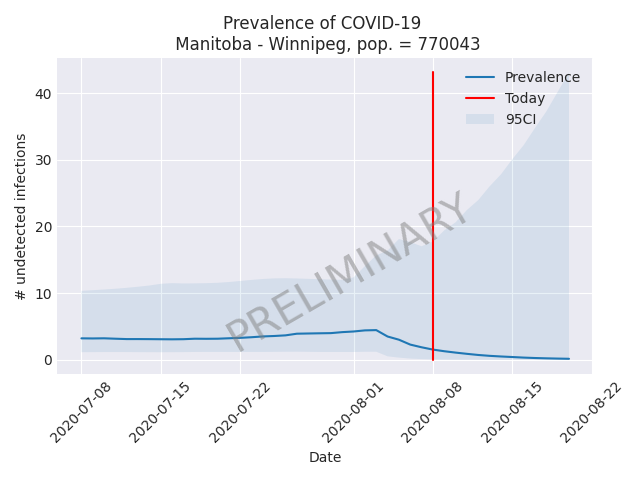 Prevalence of COVID-19
Manitoba - Winnipeg, pop. = 770043
Prevalence
Today
95CI
# undetected infections
40
30
20
10
0
PRELIMINARY
2020-07-08
2020-07-15
2020-07-22
2020-08-01
2020-08-08
2020-08-15
2020-08-22
Date